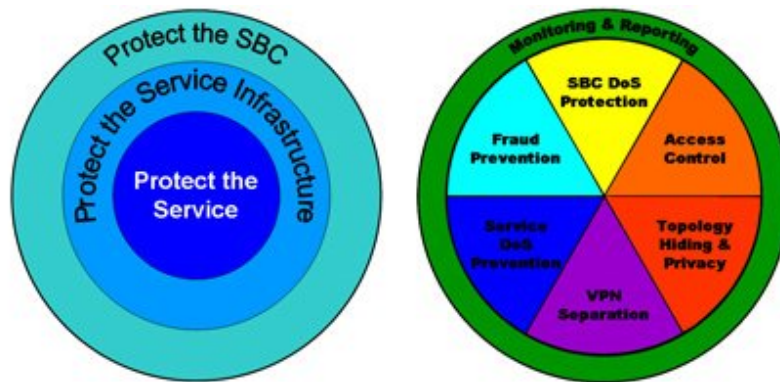 Protect the SBC
Protect the Service Infrastructure
Protect the
Service
Monitoring & Reporting
SBC DoS
Protection
Fraud
Prevention
Access
Control
Service
DoS
Prevention
Topology
Hiding &
Privacy
VPN
Separation